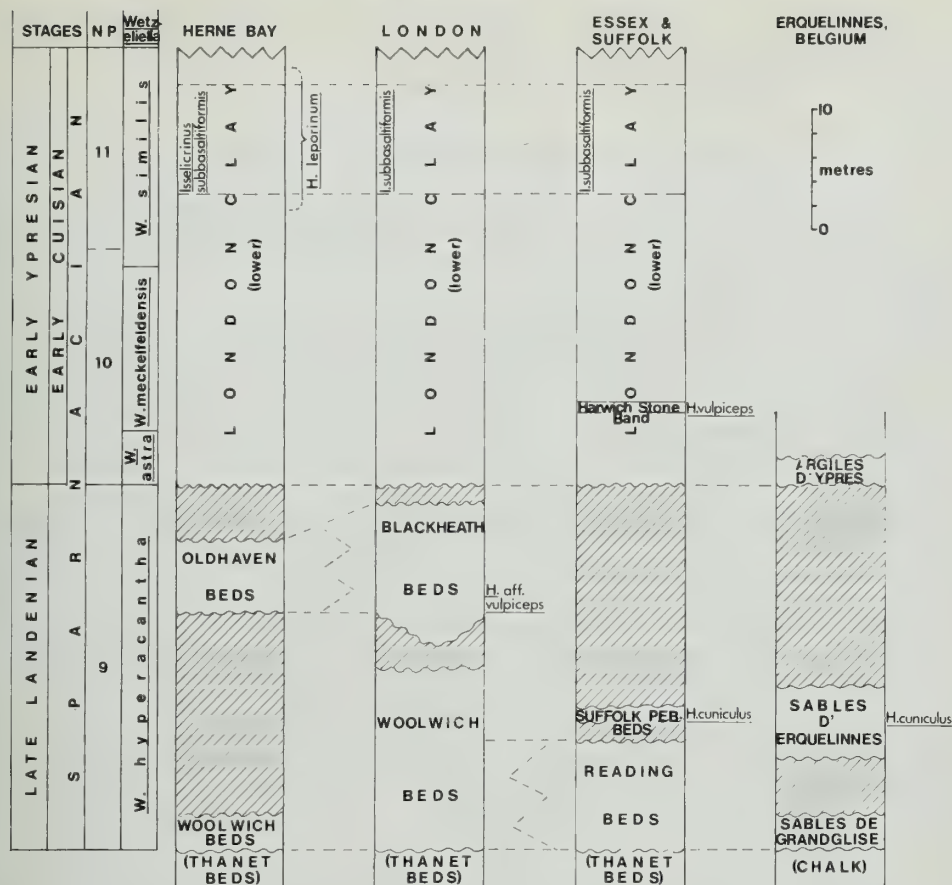 STAGES
N P
Wetz-
eliella
HERNE BAY
LONDON
ESSEX &
SUFFOLK
ERQUELINNES,
BELGIUM
EARLY YPRESIAN
EARLY CUISIAN
LATE LANDENIAN
SPARNACIAN
11
10
9
W. similis
W. meckelfeldensis
W.
astra
W. hyperacantha
Isselicrinus
subbasaltiformis
LONDON CLAY
(lower)
H. leporinum
OLDHAVEN
BEDS
WOOLWICH
BEDS
(THANET
BEDS)
I.subbasaltiformis
LONDON CLAY
(lower)
BLACKHEATH
BEDS
H. aff.
vulpiceps
WOOLWICH
BEDS
(THANET
BEDS)
I.subbasaltiformis
LONDON CLAY
(lower)
Harwich Stone
Band
H.vulpiceps
SUFFOLK PEB.
BEDS
H.cuniculus
READING
BEDS
(THANET
BEDS)
10
metres
0
ARGILES
D'YPRES
SABLES
D'
ERQUELINNES
H.cuniculus
SABLES DE
GRANDGLISE
(CHALK)